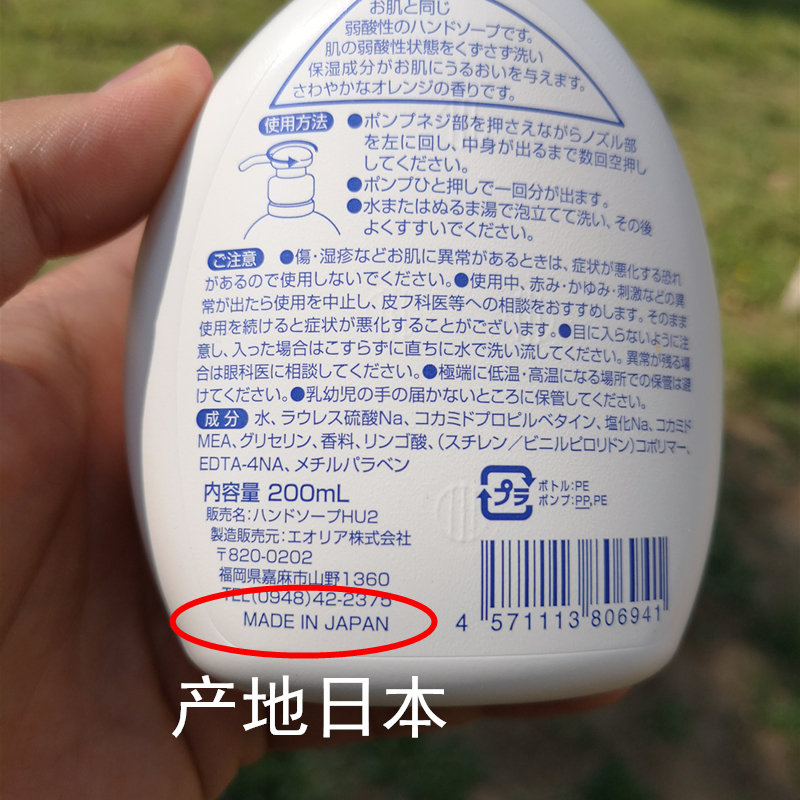 お肌と同じ
弱酸性のハンドソープです。
肌の弱酸性状態をくずさず洗い
保湿成分がお肌にうるおいを与えます。
さわやかなオレンジの香りです。
使用方法
●ポンプネジ部を押さえながらノズル部
を左に回し、中身が出るまで数回空押し
してください。
●ポンプひと押しで一回分が出ます。
●水またはぬるま湯で泡立てて洗い、その後
よくすすいでください。
ご注意 ●傷・湿疹などお肌に異常があるときは、症状が悪化する恐れ
があるので使用しないでください。●使用中、赤み・かゆみ・刺激などの異
常が出たら使用を中止し、皮フ科医等への相談をおすすめします。そのまま
使用を続けると症状が悪化することがございます。●目に入らないように注
意し、入った場合はこすらずに直ちに水で洗い流してください。異常が残る場
合は眼科医に相談してください。●極端に低温・高温になる場所での保管は避
けてください。●乳幼児の手の届かないところに保管してください。
成分 水、ラウレス硫酸Na、コカミドプロピルベタイン、塩化Na、コカミド
MEA、グリセリン、香料、リンゴ酸、(スチレン/ビニルピロリドン)コポリマー、
EDTA-4NA、メチルパラベン
内容量 200mL
販売名:ハンドソープHU2
製造販売元:エオリア株式会社
〒820-0202
福岡県嘉麻市山野1360
TEL(0948)42-2375
MADE IN JAPAN
プラ
ボトル:PE
ポンプ:PP,PE
4 571113 806941
产地日本